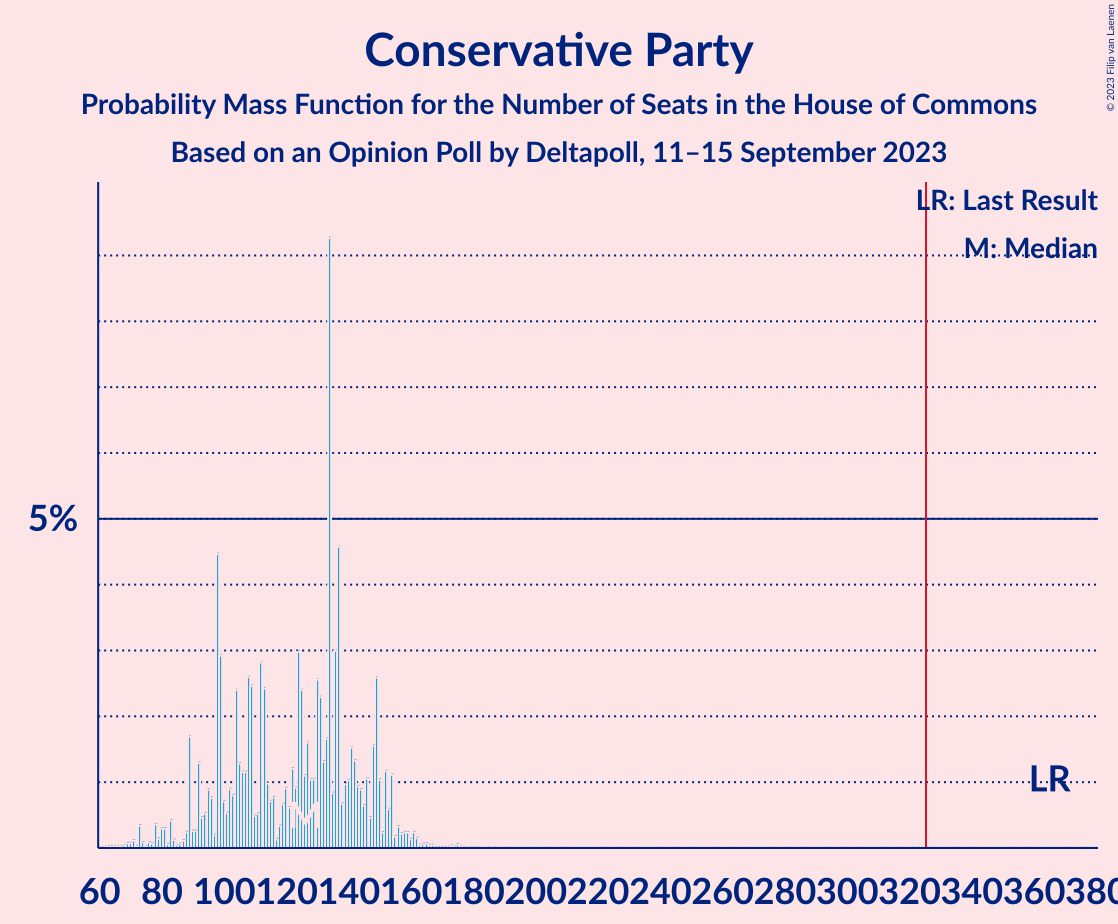 Conservative Party
Probability Mass Function for the Number of Seats in the House of Commons
Based on an Opinion Poll by Deltapoll, 11–15 September 2023
© 2023 Filip van Laenen
LR: Last Result
M: Median
5%
LR
60 80 100 120 140 160 180 200 220 240 260 280 300 320 340 360 380